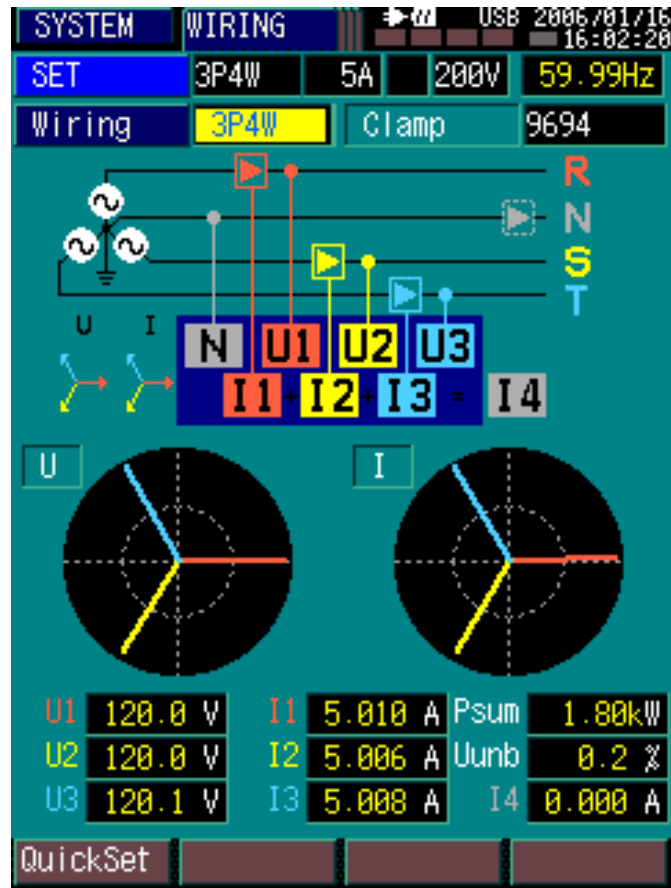 SYSTEM WIRING USB 2006/01/16
16:02:20
SET 3P4W 5A 200V 59.99Hz
Wiring 3P4W Clamp 9694
R
N
S
T
U I
N U1 U2 U3
I1 + I2 + I3 = I4
U I
U1 120.0 V I1 5.010 A Psum 1.80kW
U2 120.0 V I2 5.006 A Uunb 0.2 %
U3 120.1 V I3 5.008 A I4 0.000 A
QuickSet